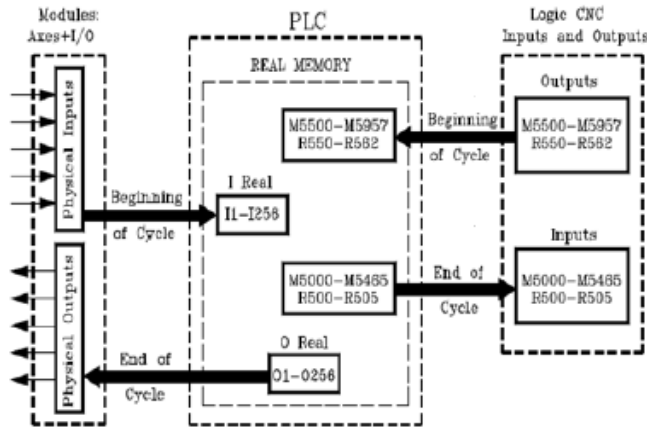 Modules:
Axes+I/O
Physical Inputs
Physical Outputs
Beginning
of Cycle
End of
Cycle
PLC
REAL MEMORY
M5500-M5957
R550-R562
I Real
I1-I256
M5000-M5465
R500-R505
O Real
O1-O256
Beginning
of Cycle
End of
Cycle
Logic CNC
Inputs and Outputs
Outputs
M5500-M5957
R550-R562
Inputs
M5000-M5465
R500-R505